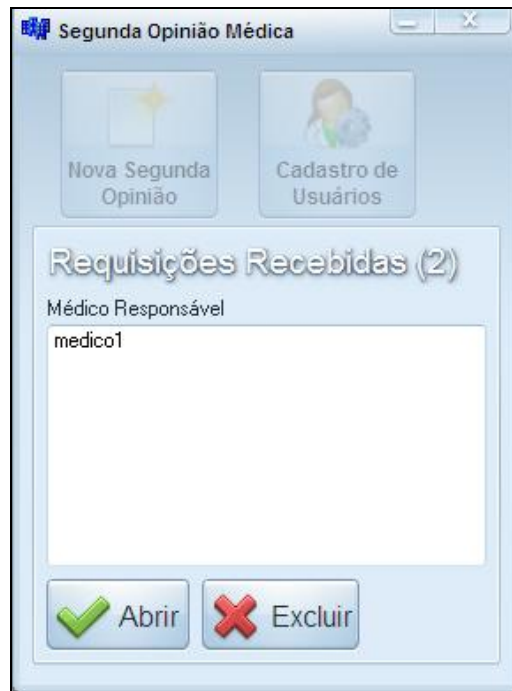 Segunda Opinião Médica
Nova Segunda
Opinião
Cadastro de
Usuários
Requisições Recebidas (2)
Médico Responsável
medico1
Abrir
Excluir